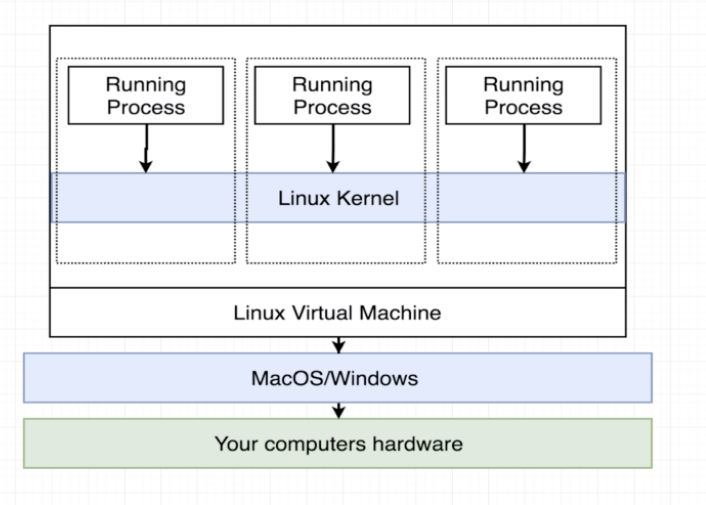 Running
Process
Running
Process
Running
Process
Linux Kernel
Linux Virtual Machine
MacOS/Windows
Your computers hardware